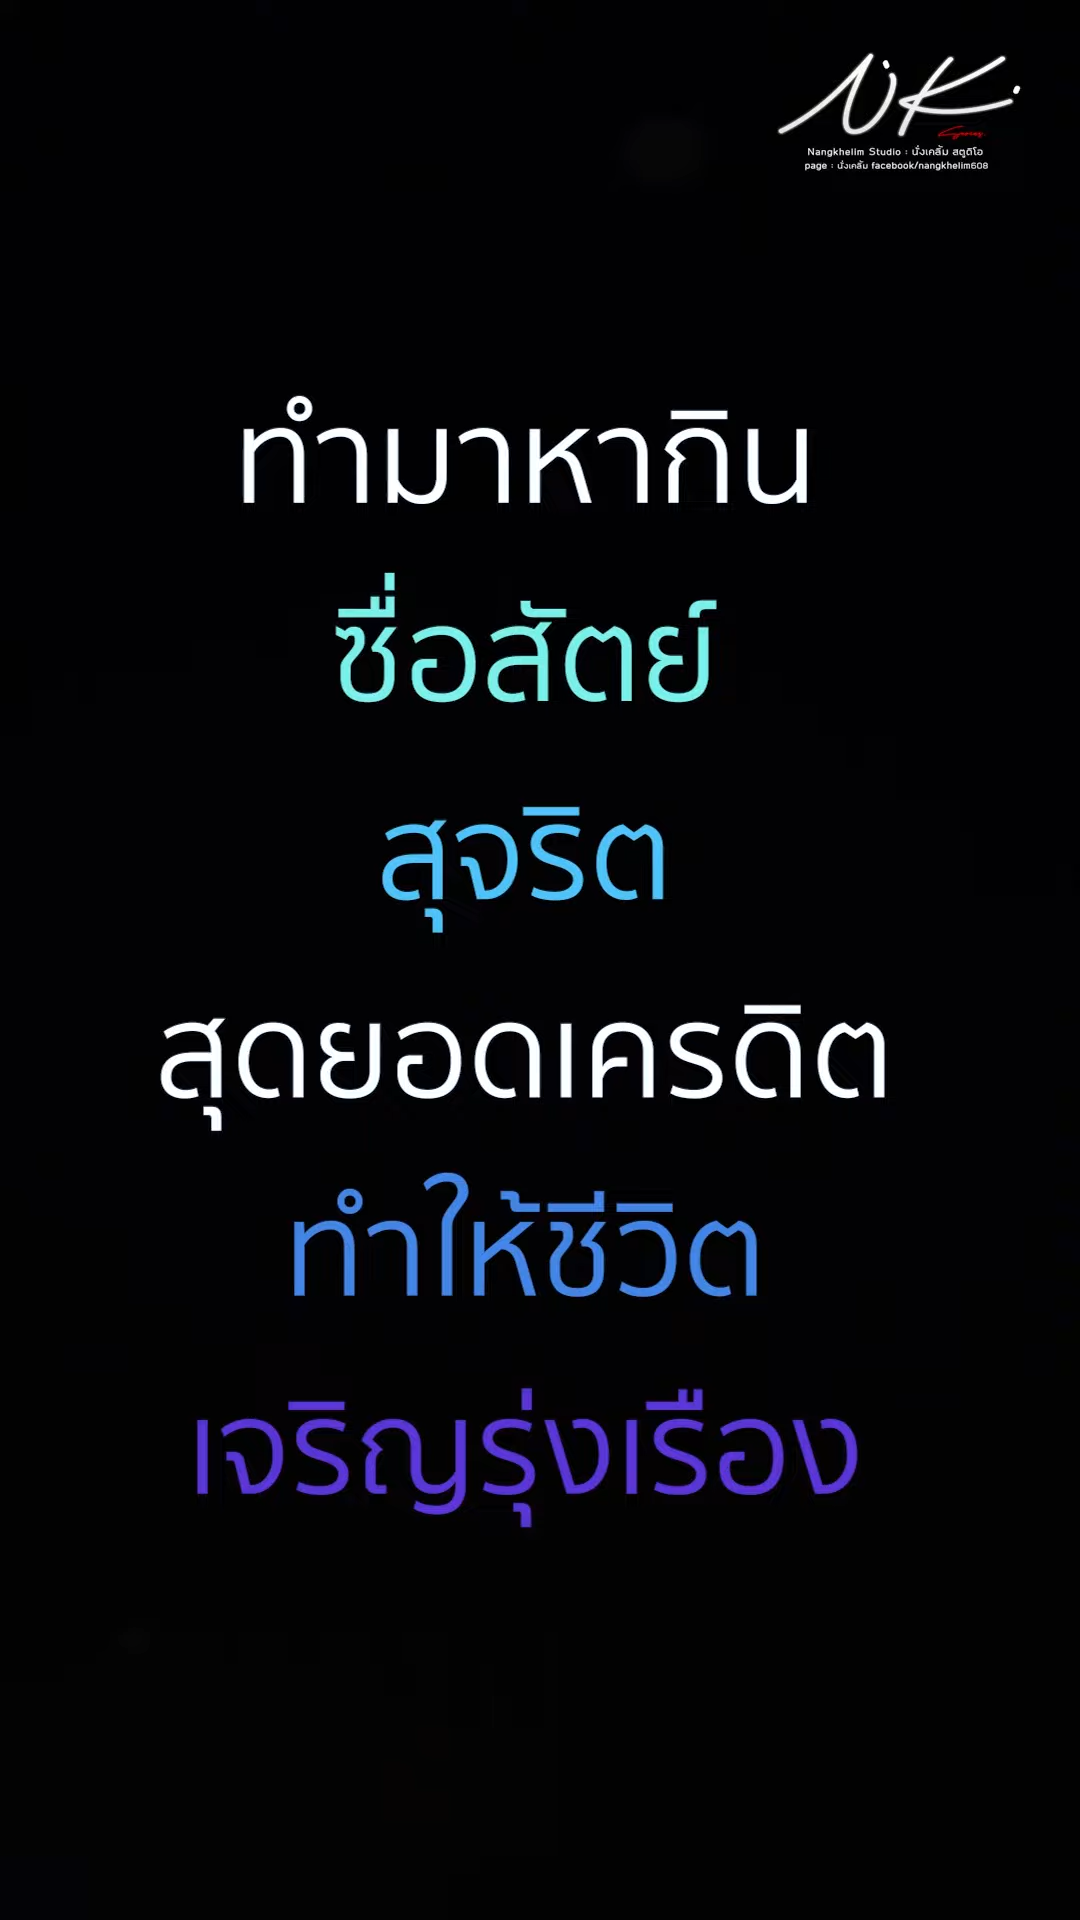 NK
Nangkhelim Studio : นั่งเคลิ้ม สตูดิโอ
page : นั่งเคลิ้ม facebook/nangkhelim608
ทำมาหากิน
ซื่อสัตย์
สุจริต
สุดยอดเครดิต
ทำให้ชีวิต
เจริญรุ่งเรือง